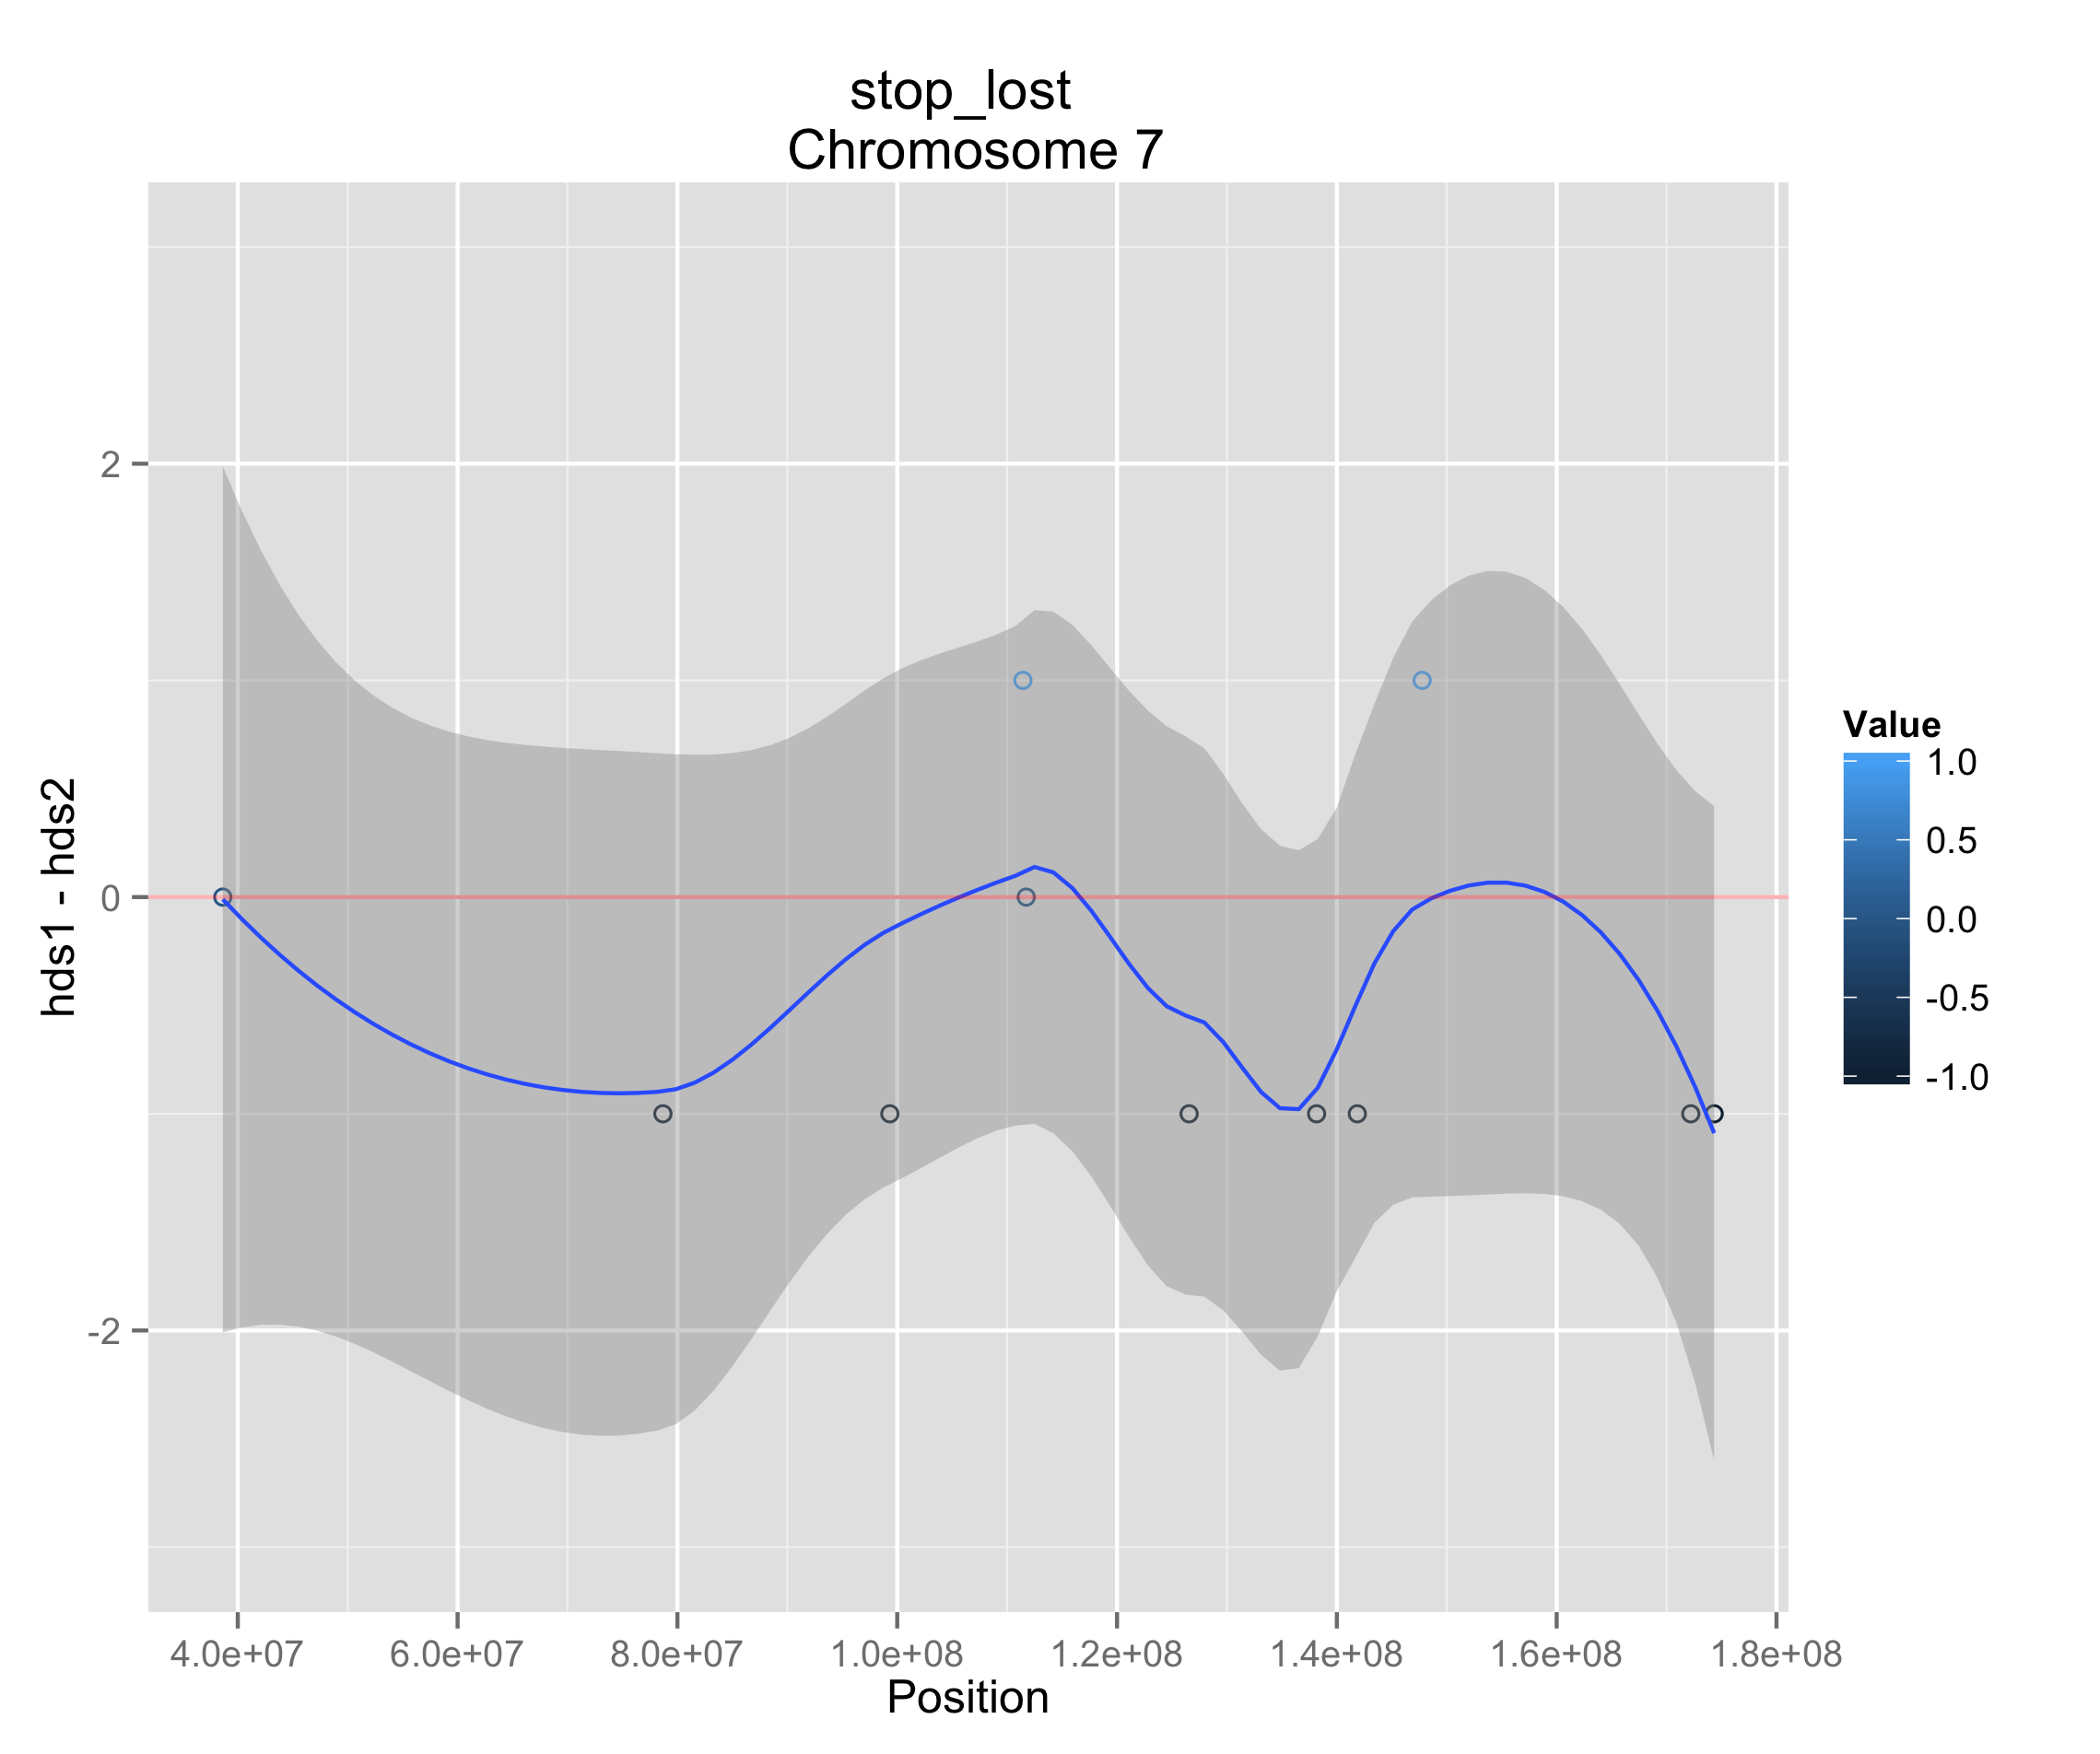 stop_lost
Chromosome 7
hds1 - hds2
2
0
-2
4.0e+07 6.0e+07 8.0e+07 1.0e+08 1.2e+08 1.4e+08 1.6e+08 1.8e+08
Position
Value
1.0
0.5
0.0
-0.5
-1.0